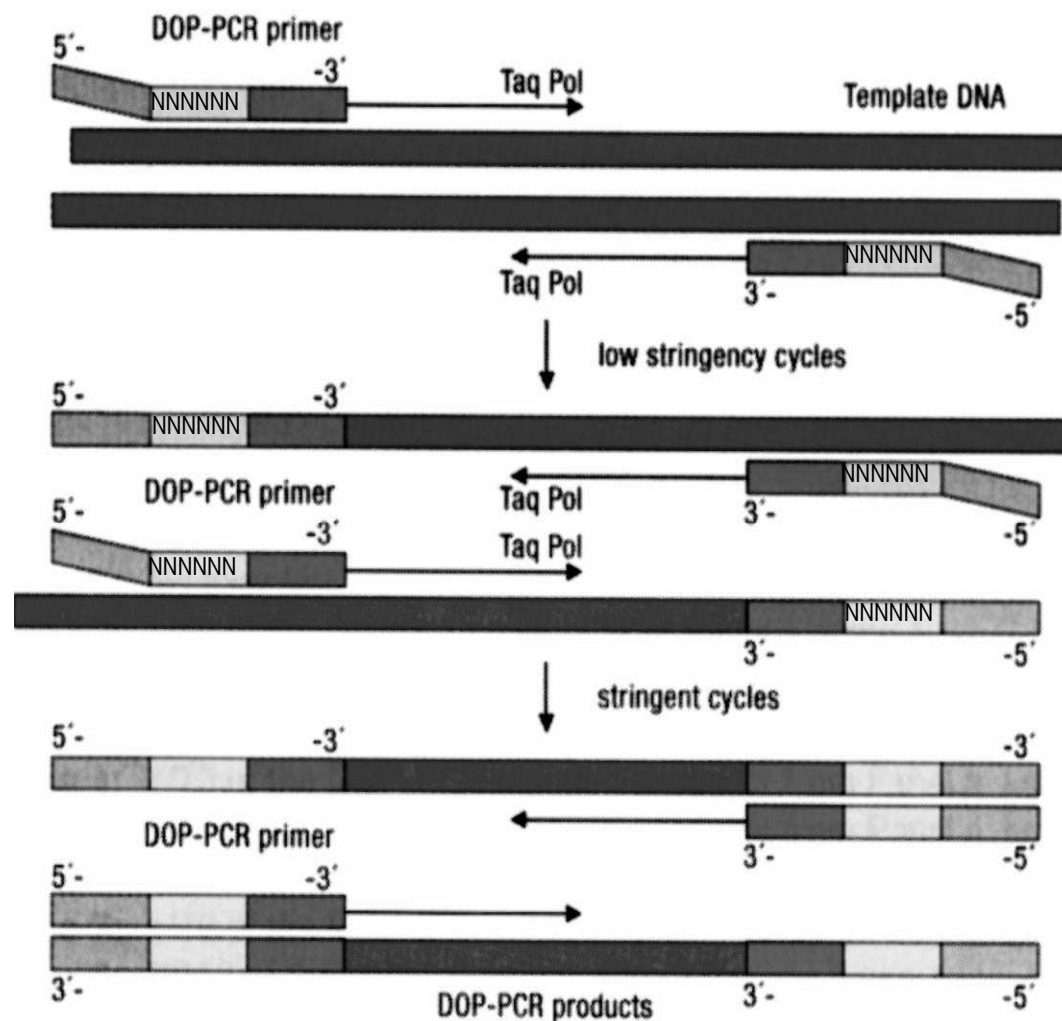 DOP-PCR primer
5´-
-3´
NNNNNN
Taq Pol
Template DNA
NNNNNN
Taq Pol
3´-
-5´
low stringency cycles
5´-
-3´
NNNNNN
NNNNNN
DOP-PCR primer
Taq Pol
3´-
-5´
5´-
-3´
Taq Pol
NNNNNN
NNNNNN
3´-
-5´
stringent cycles
5´-
-3´
-3´
DOP-PCR primer
3´-
-5´
5´-
-3´
3´-
3´-
-5´
DOP-PCR products